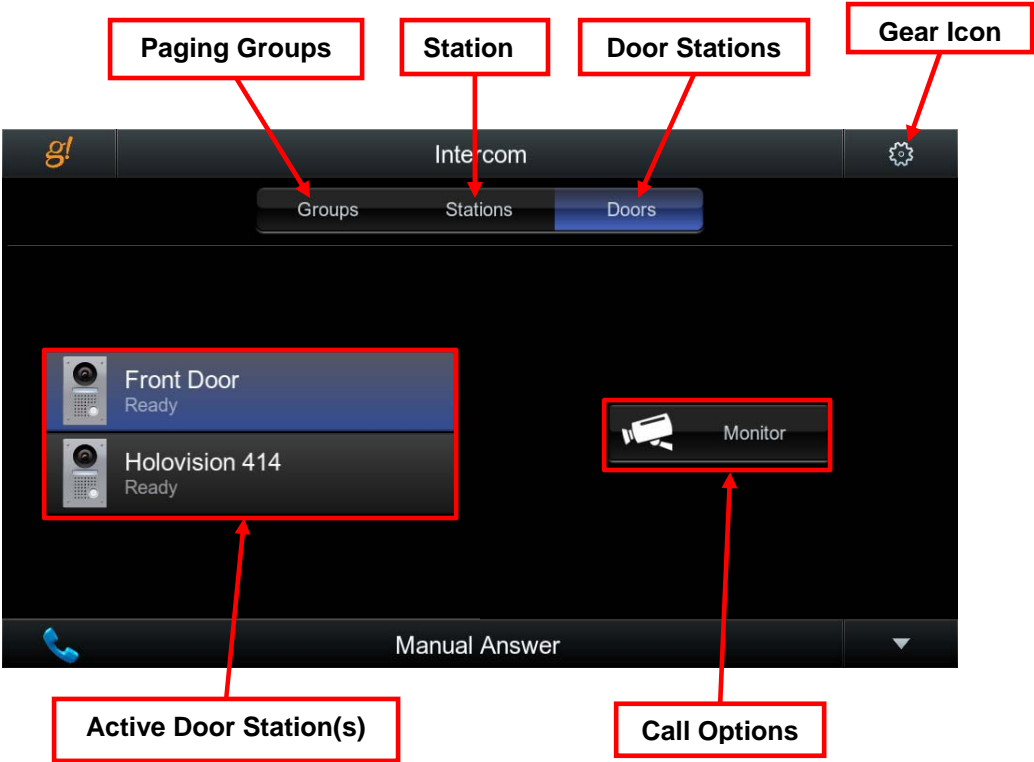 Paging Groups
Station
Door Stations
Gear Icon
g!
Intercom
Groups
Stations
Doors
Front Door
Ready
Holovision 414
Ready
Monitor
Manual Answer
Active Door Station(s)
Call Options